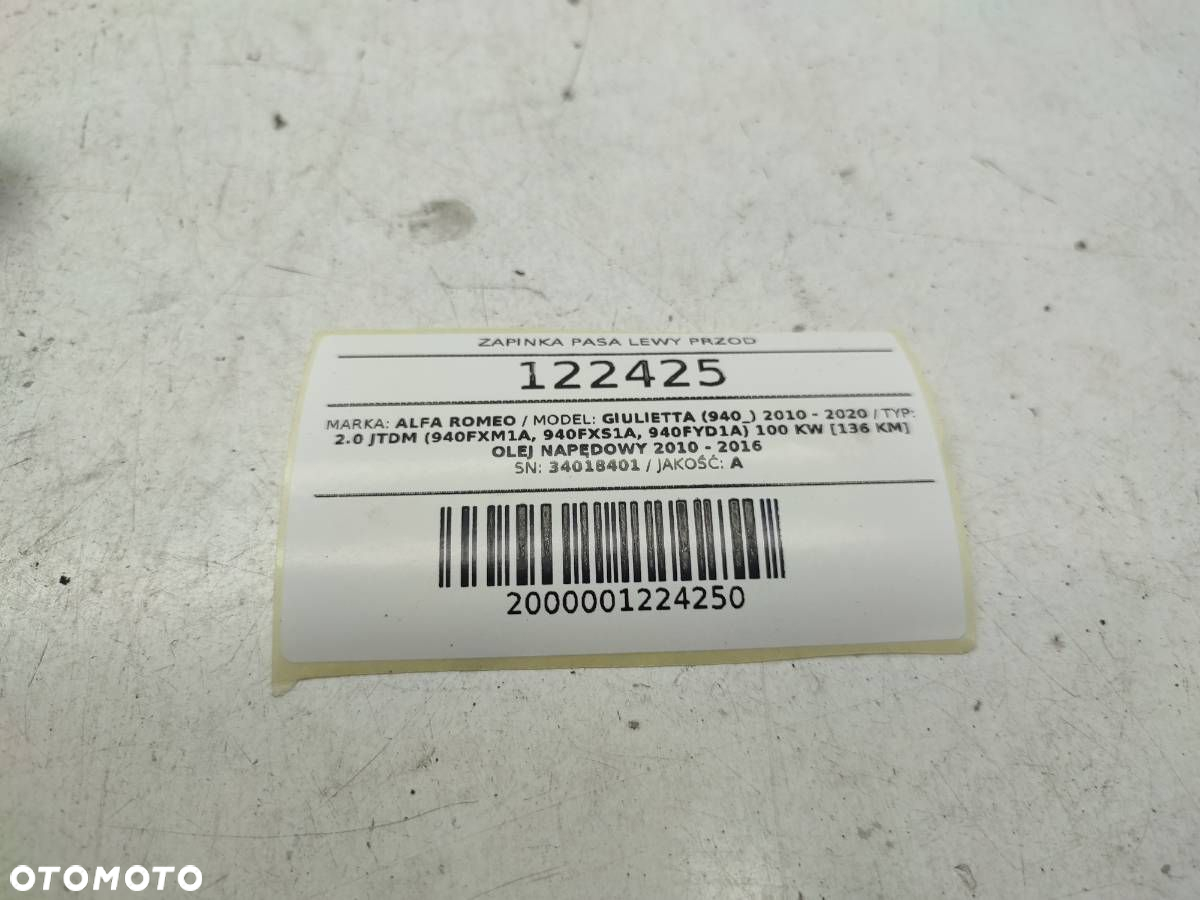 ZAPINKA PASA LEWY PRZOD
122425
MARKA: ALFA ROMEO / MODEL: GIULIETTA (940_) 2010 - 2020 / TYP:
2.0 JTDM (940FXM1A, 940FXS1A, 940FYD1A) 100 KW [136 KM]
OLEJ NAPĘDOWY 2010 - 2016
SN: 34018401 / JAKOŚĆ: A
2000001224250
OTOMOTO